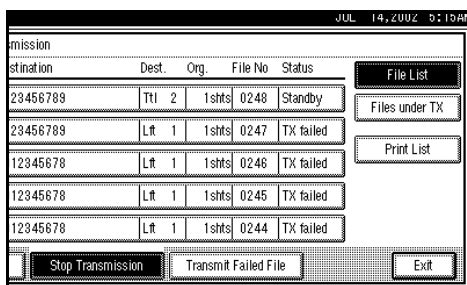 JUL 14,2002 5:15AM
smission
stination Dest. Org. File No Status
23456789 Ttl 2 1shts 0248 Standby
23456789 Lft 1 1shts 0247 TX failed
12345678 Lft 1 1shts 0246 TX failed
12345678 Lft 1 1shts 0245 TX failed
12345678 Lft 1 1shts 0244 TX failed
File List
Files under TX
Print List
Stop Transmission Transmit Failed File Exit